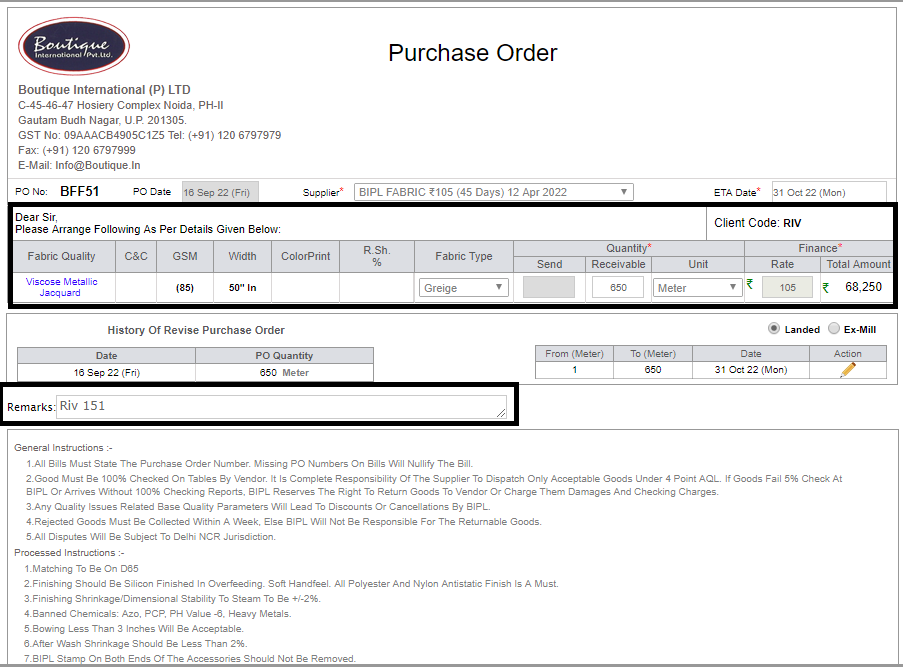 Boutique
International Pvt.Ltd.
Purchase Order
Boutique International (P) LTD
C-45-46-47 Hosiery Complex Noida, PH-II
Gautam Budh Nagar, U.P. 201305.
GST No: 09AAACB4905C1Z5 Tel: (+91) 120 6797979
Fax: (+91) 120 6797999
E-Mail: Info@Boutique.In
PO No: BFF51 PO Date 16 Sep 22 (Fri) Supplier* BIPL FABRIC ₹105 (45 Days) 12 Apr 2022 ETA Date* 31 Oct 22 (Mon)
Dear Sir,
Please Arrange Following As Per Details Given Below:
Client Code: RIV
Fabric Quality C&C GSM Width ColorPrint R.Sh. % Fabric Type Quantity* Finance*
Send Receivable Unit Rate Total Amount
Viscose Metallic Jacquard (85) 50" In Greige 650 Meter ₹ 105 ₹ 68,250
History Of Revise Purchase Order
Landed Ex-Mill
Date PO Quantity
16 Sep 22 (Fri) 650 Meter
From (Meter) To (Meter) Date Action
1 650 31 Oct 22 (Mon)
Remarks: Riv 151
General Instructions :-
1.All Bills Must State The Purchase Order Number. Missing PO Numbers On Bills Will Nullify The Bill.
2.Good Must Be 100% Checked On Tables By Vendor. It Is Complete Responsibility Of The Supplier To Dispatch Only Acceptable Goods Under 4 Point AQL. If Goods Fail 5% Check At
BIPL Or Arrives Without 100% Checking Reports, BIPL Reserves The Right To Return Goods To Vendor Or Charge Them Damages And Checking Charges.
3.Any Quality Issues Related Base Quality Parameters Will Lead To Discounts Or Cancellations By BIPL.
4.Rejected Goods Must Be Collected Within A Week, Else BIPL Will Not Be Responsible For The Returnable Goods.
5.All Disputes Will Be Subject To Delhi NCR Jurisdiction.
Processed Instructions :-
1.Matching To Be On D65
2.Finishing Should Be Silicon Finished In Overfeeding. Soft Handfeel. All Polyester And Nylon Antistatic Finish Is A Must.
3.Finishing Shrinkage/Dimensional Stability To Steam To Be +/-2%.
4.Banned Chemicals: Azo, PCP, PH Value -6, Heavy Metals.
5.Bowing Less Than 3 Inches Will Be Acceptable.
6.After Wash Shrinkage Should Be Less Than 2%.
7.BIPL Stamp On Both Ends Of The Accessories Should Not Be Removed.